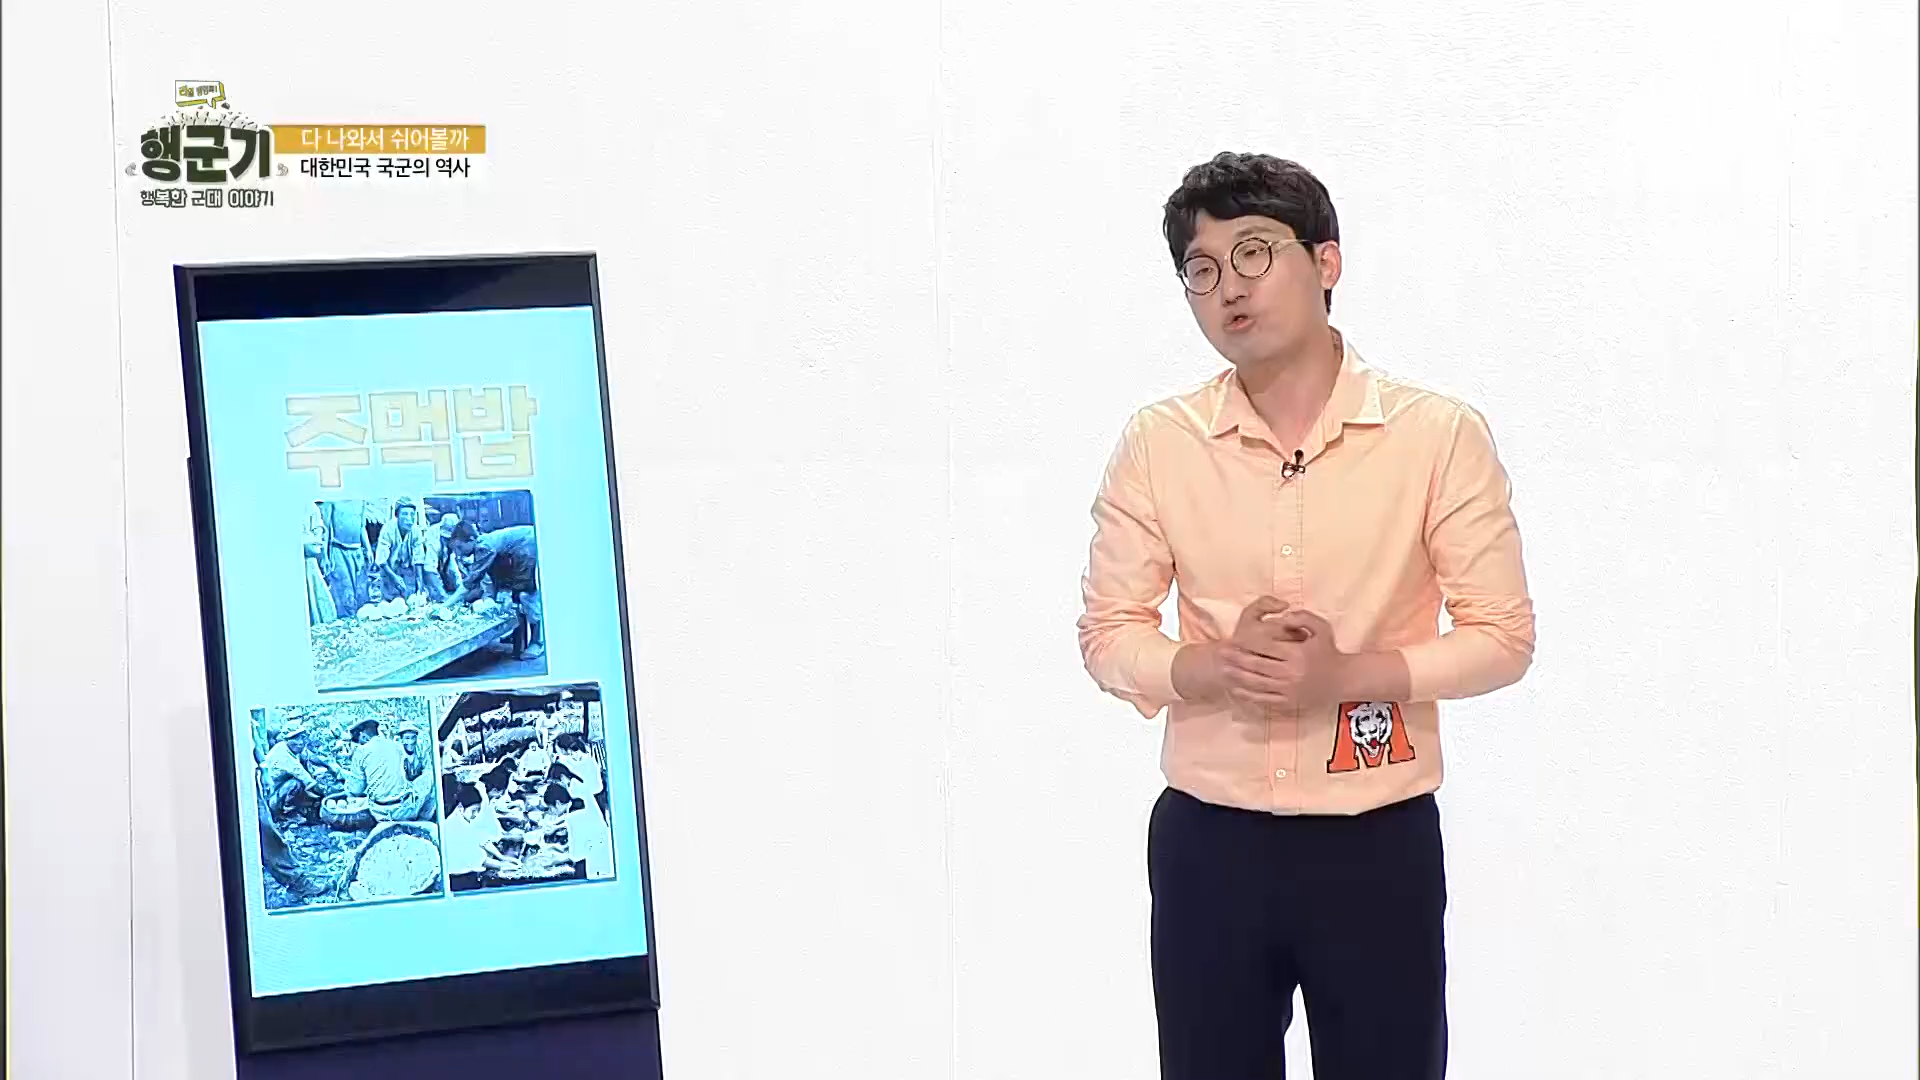 행군기
행복한 군대 이야기
다 나와서 쉬어볼까
대한민국 국군의 역사
주먹밥
M